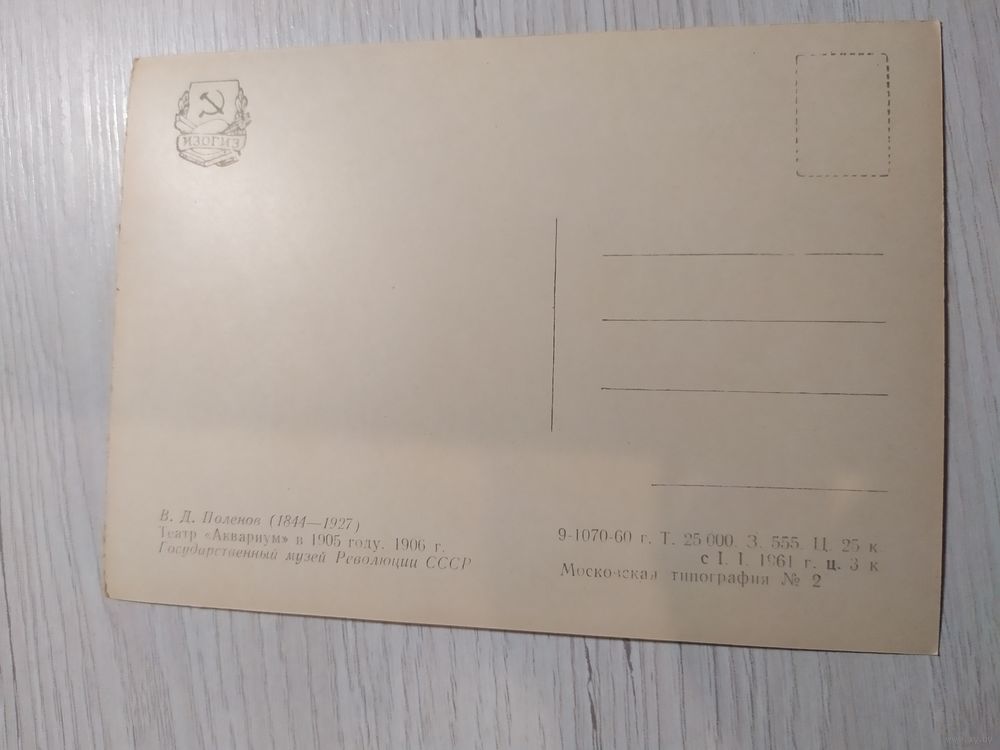 ИЗОГИЗ
В. Д. Поленов (1844—1927)
Театр «Аквариум» в 1905 году. 1906 г.
Государственный музей Революции СССР
9-1070-60 г. Т. 25 000. З. 555. Ц. 25 к.
с I. I. 1961 г. ц. 3 к
Московская типография № 2